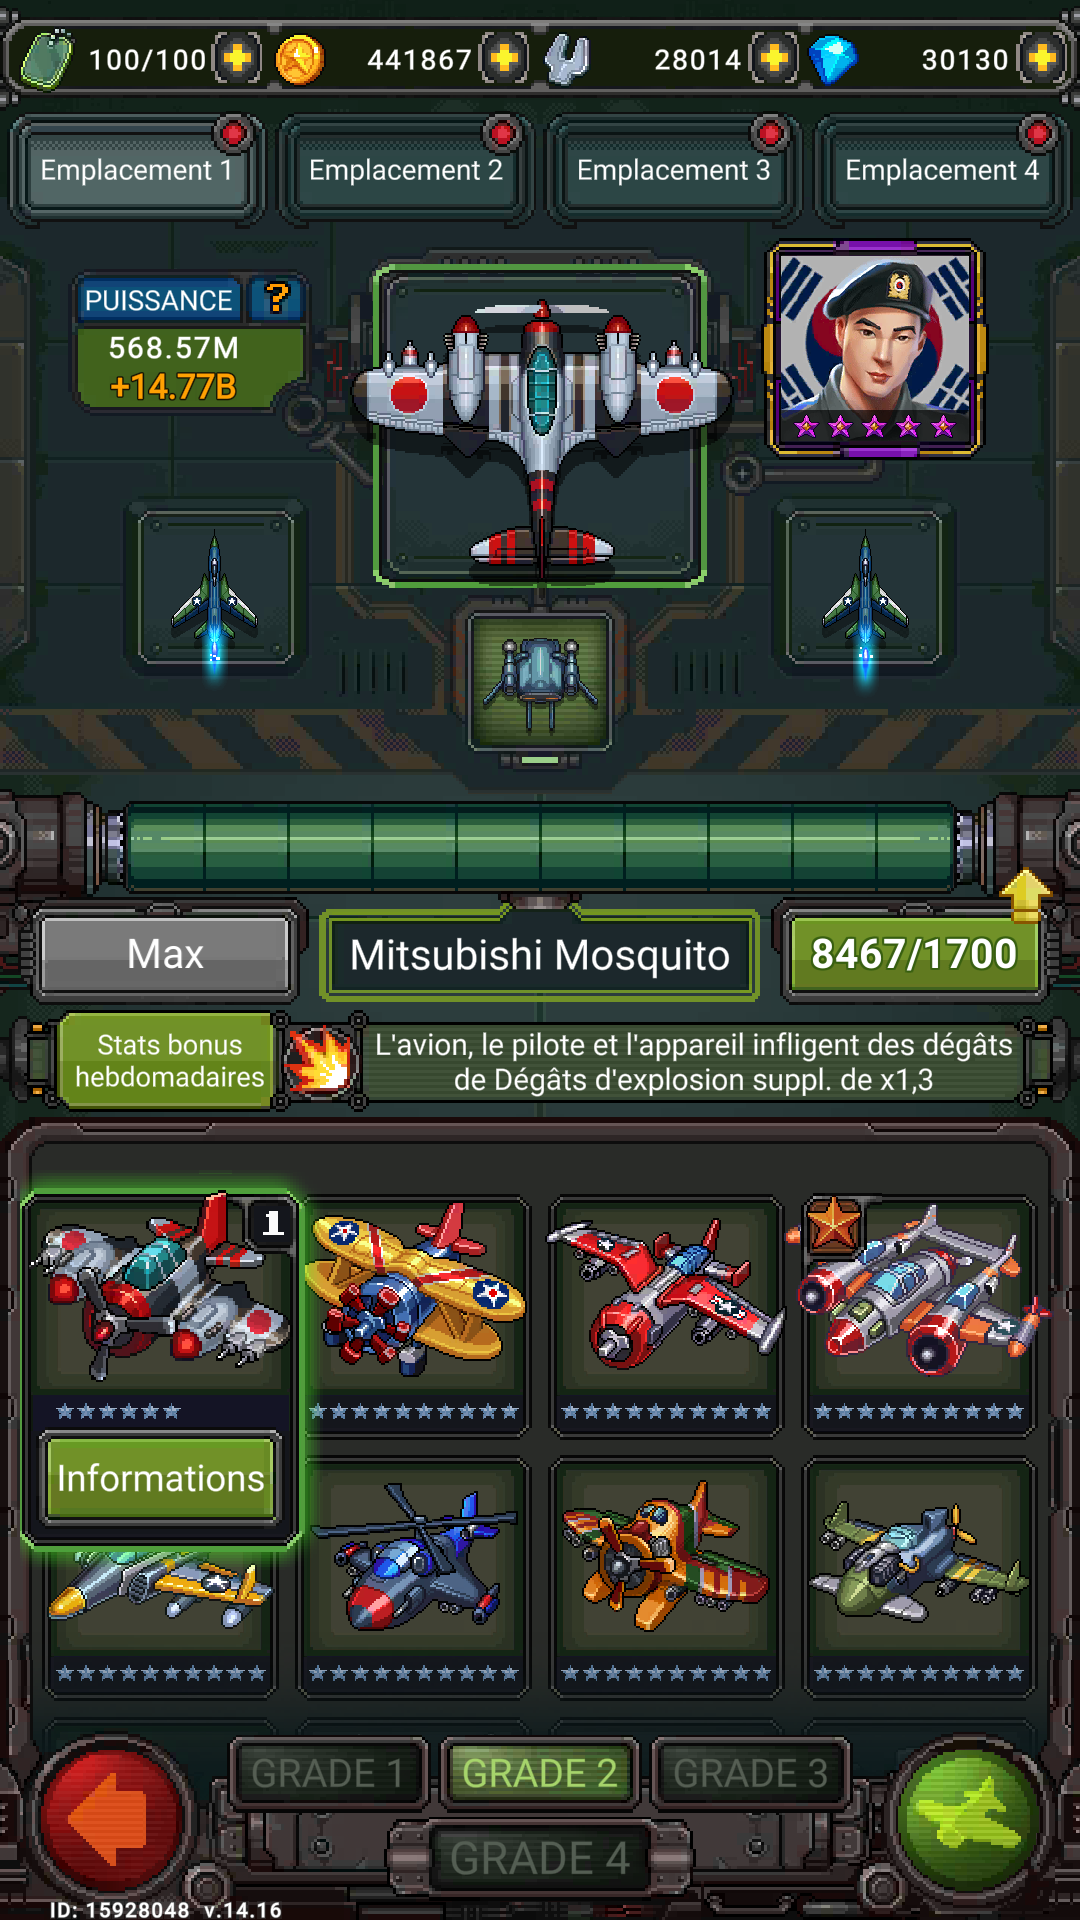 100/100
441867
28014
30130
Emplacement 1
Emplacement 2
Emplacement 3
Emplacement 4
PUISSANCE
?
568.57M
+14.77B
Max
Mitsubishi Mosquito
8467/1700
Stats bonus
hebdomadaires
L'avion, le pilote et l'appareil infligent des dégâts
de Dégâts d'explosion suppl. de x1,3
1
Informations
GRADE 1
GRADE 2
GRADE 3
GRADE 4
ID: 15928048 v.14.16